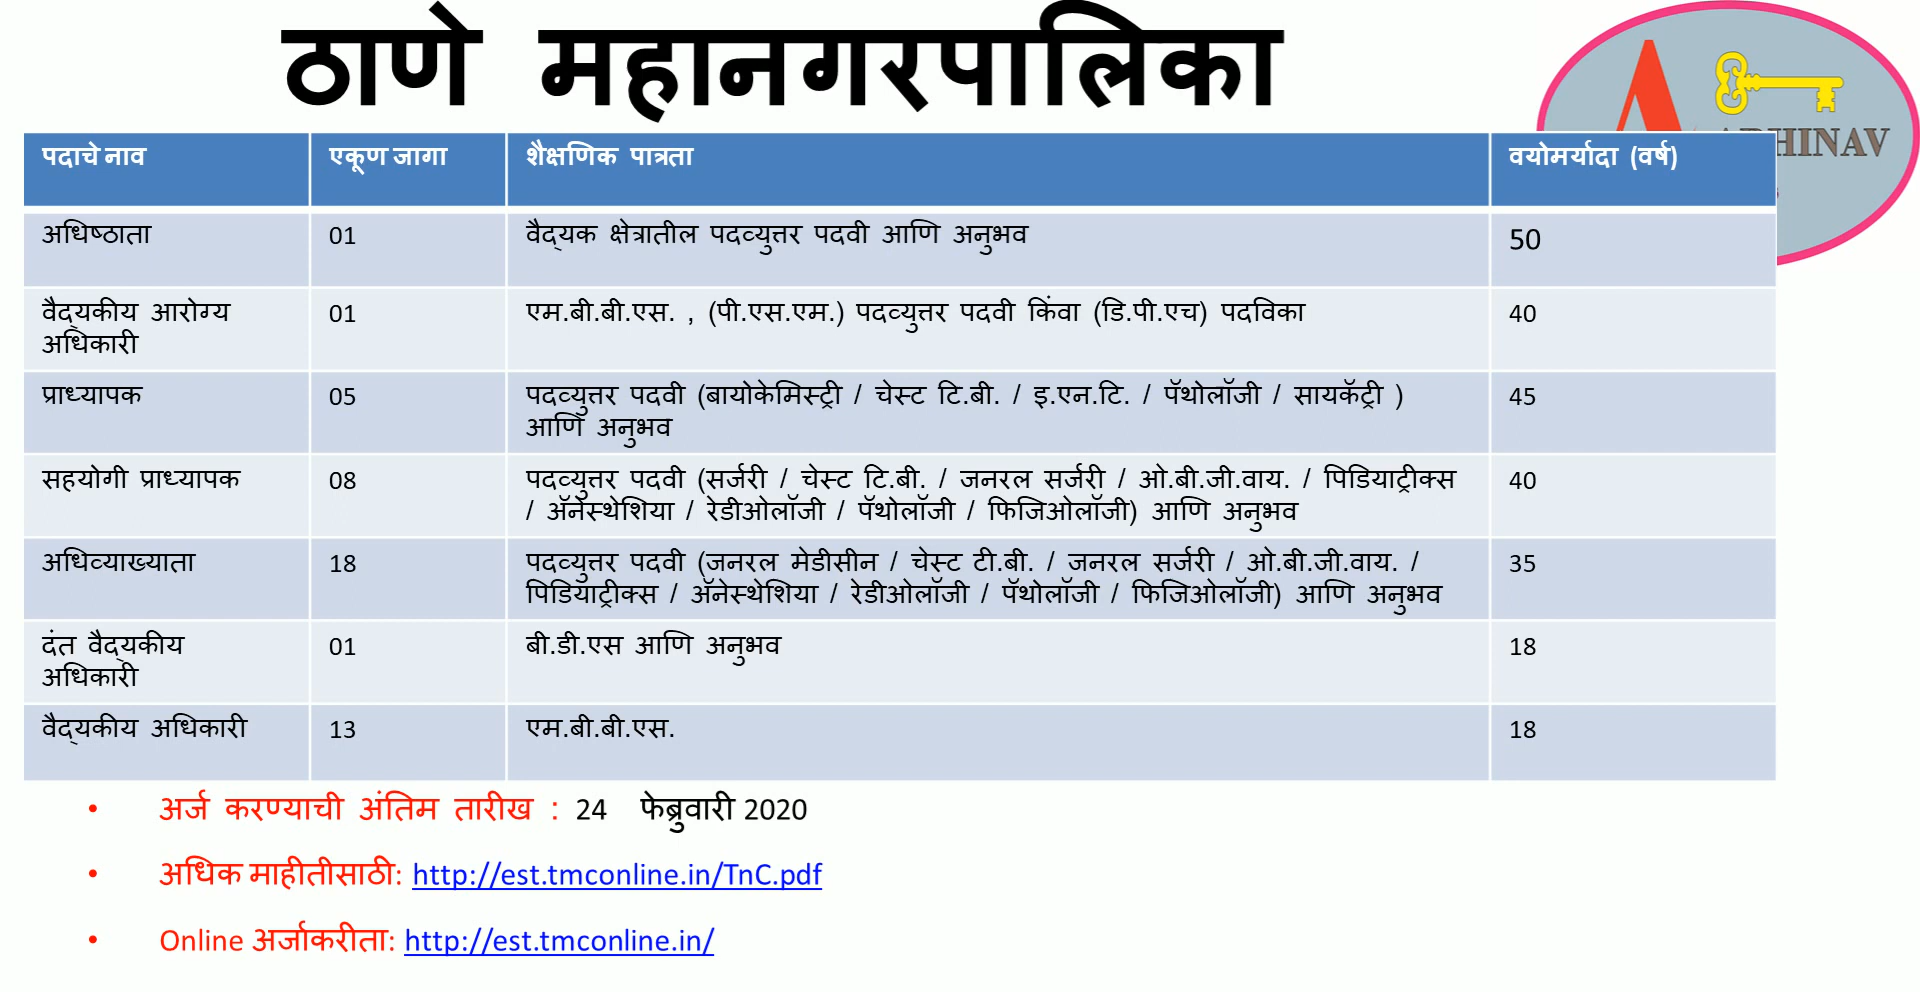 ठाणे महानगरपालिका
HINAV
पदाचे नाव एकूण जागा शैक्षणिक पात्रता वयोमर्यादा (वर्ष)
अधिष्ठाता 01 वैद्यक क्षेत्रातील पदव्युत्तर पदवी आणि अनुभव 50
वैद्यकीय आरोग्य 01 एम.बी.बी.एस. , (पी.एस.एम.) पदव्युत्तर पदवी किंवा (डि.पी.एच) पदविका 40
अधिकारी
प्राध्यापक 05 पदव्युत्तर पदवी (बायोकेमिस्ट्री / चेस्ट टि.बी. / इ.एन.टि. / पॅथोलॉजी / सायकॅट्री ) 45
आणि अनुभव
सहयोगी प्राध्यापक 08 पदव्युत्तर पदवी (सर्जरी / चेस्ट टि.बी. / जनरल सर्जरी / ओ.बी.जी.वाय. / पिडियाट्रीक्स 40
/ अ‍ॅनेस्थेशिया / रेडीओलॉजी / पॅथोलॉजी / फिजिओलॉजी) आणि अनुभव
अधिव्याख्याता 18 पदव्युत्तर पदवी (जनरल मेडीसीन / चेस्ट टी.बी. / जनरल सर्जरी / ओ.बी.जी.वाय. / 35
पिडियाट्रीक्स / अ‍ॅनेस्थेशिया / रेडीओलॉजी / पॅथोलॉजी / फिजिओलॉजी) आणि अनुभव
दंत वैद्यकीय 01 बी.डी.एस आणि अनुभव 18
अधिकारी
वैद्यकीय अधिकारी 13 एम.बी.बी.एस. 18
• अर्ज करण्याची अंतिम तारीख : 24 फेब्रुवारी 2020
• अधिक माहीतीसाठी: http://est.tmconline.in/TnC.pdf
• Online अर्जाकरीता: http://est.tmconline.in/